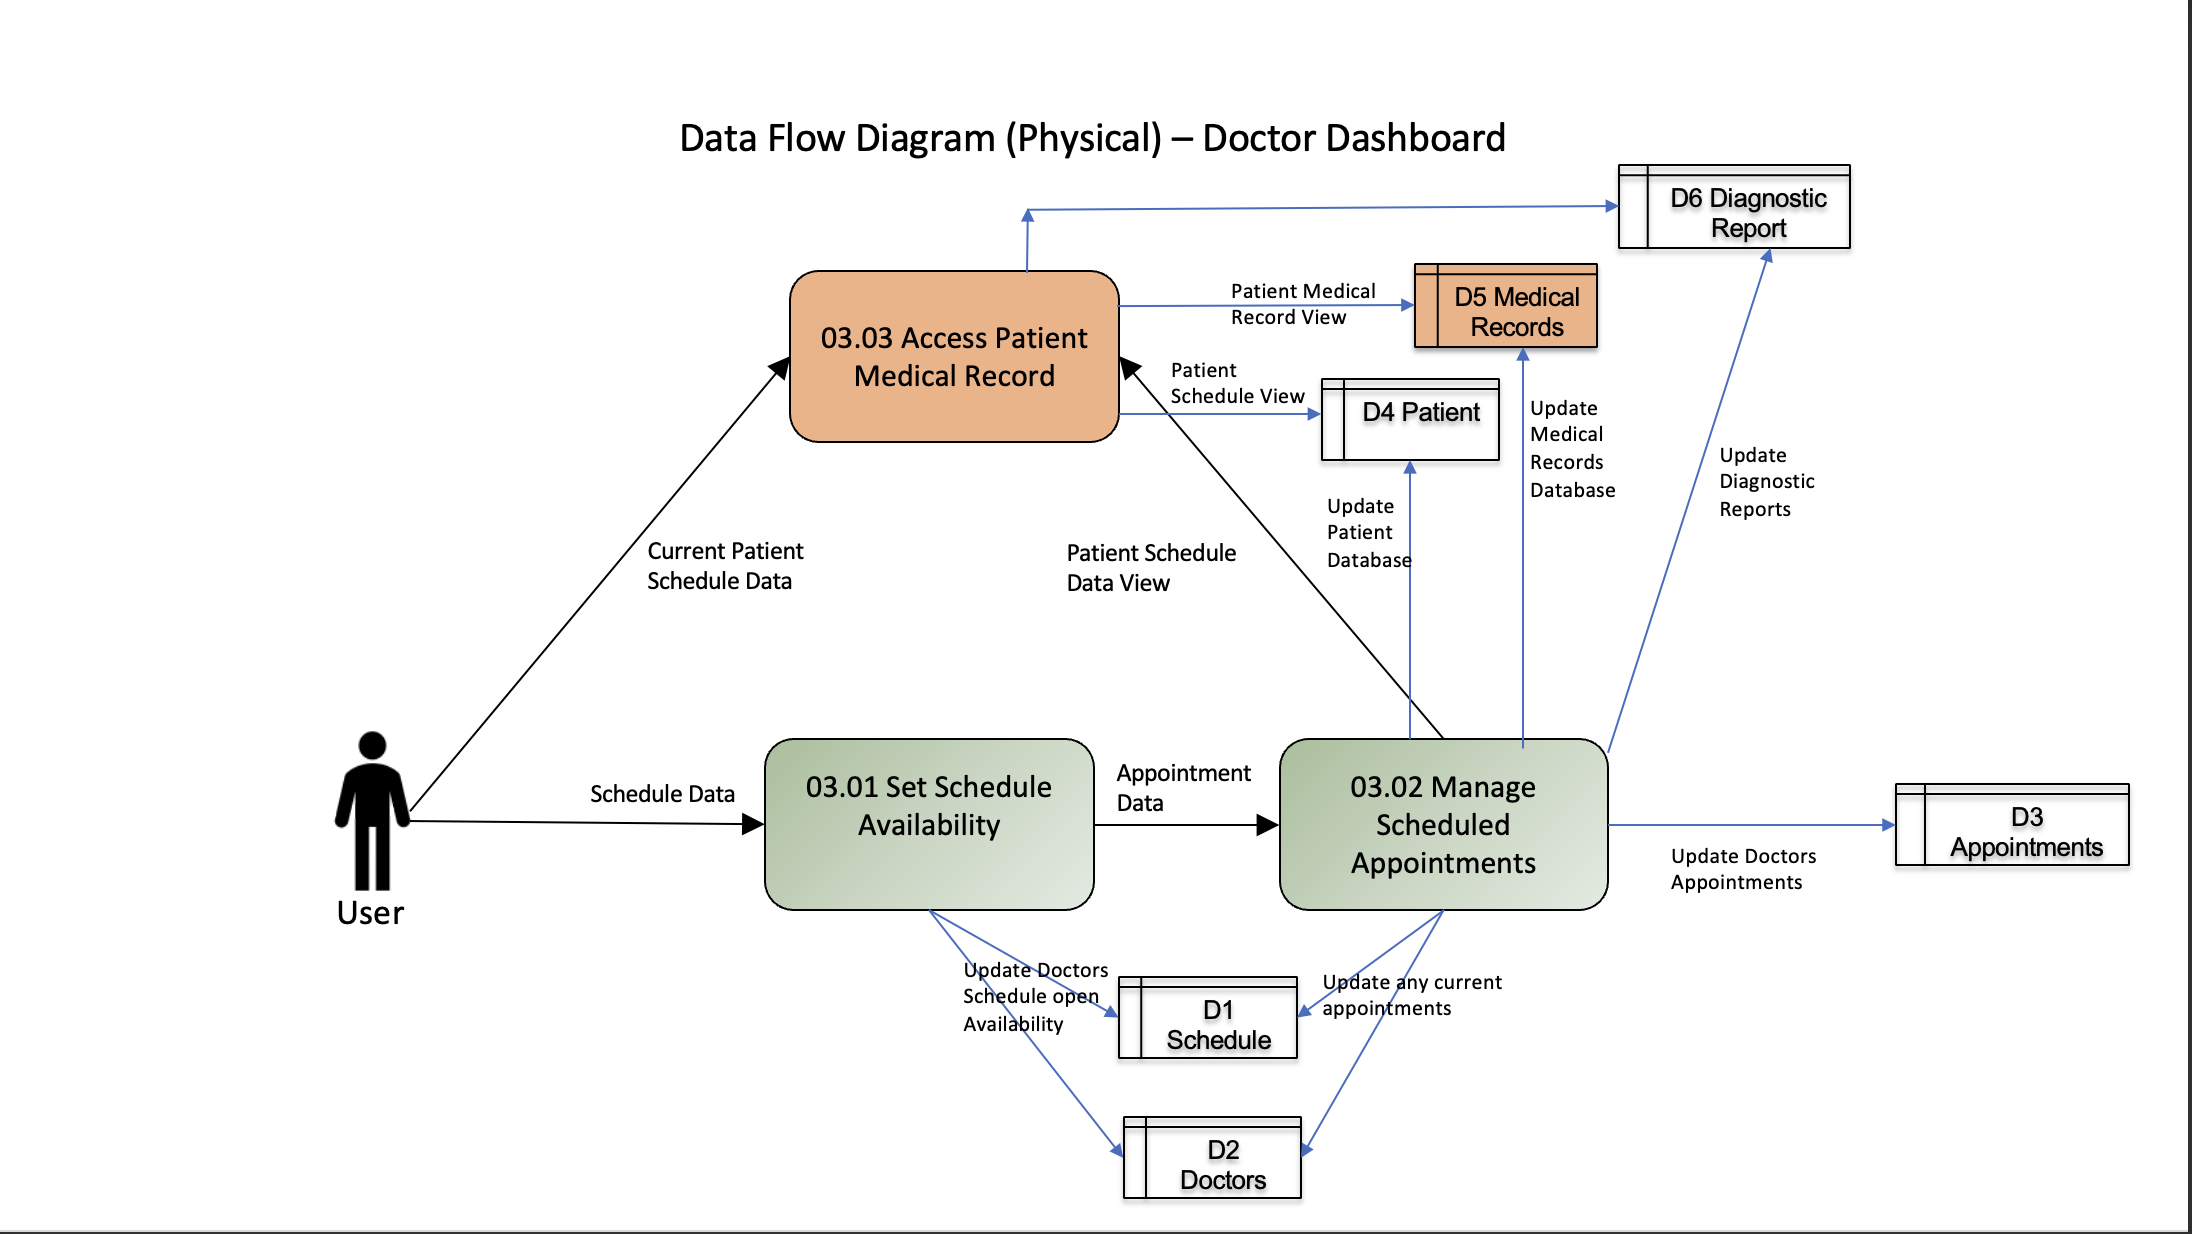 Data Flow Diagram (Physical) – Doctor Dashboard
D6 Diagnostic
Report
Patient Medical
Record View
D5 Medical
Records
03.03 Access Patient
Medical Record
Patient
Schedule View
D4 Patient
Update
Medical
Records
Database
Update
Diagnostic
Reports
Update
Patient
Database
Current Patient
Schedule Data
Patient Schedule
Data View
User
Schedule Data
03.01 Set Schedule
Availability
Appointment
Data
03.02 Manage
Scheduled
Appointments
Update Doctors
Appointments
D3
Appointments
Update Doctors
Schedule open
Availability
D1
Schedule
Update any current
appointments
D2
Doctors